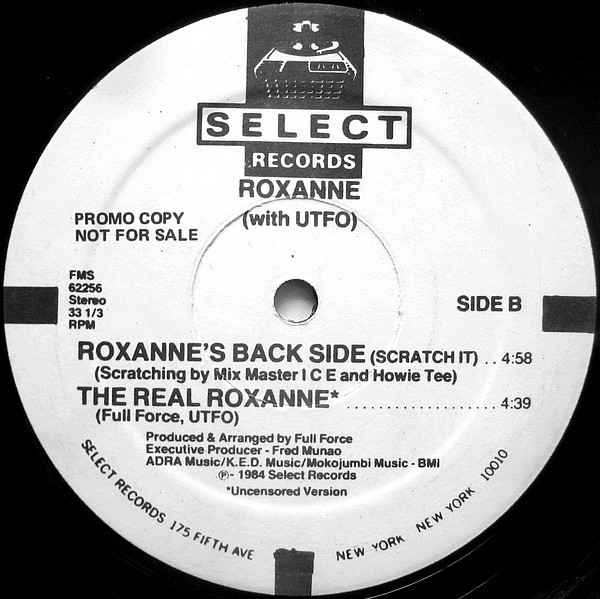 SELECT
RECORDS
ROXANNE
(with UTFO)
PROMO COPY
NOT FOR SALE
FMS
62256
Stereo
33 1/3
RPM
SIDE B
ROXANNE'S BACK SIDE (SCRATCH IT) .. 4:58
(Scratching by Mix Master I C E and Howie Tee)
THE REAL ROXANNE* ..................... 4:39
(Full Force, UTFO)
Produced & Arranged by Full Force
Executive Producer - Fred Munao
ADRA Music/K.E.D. Music/Mokojumbi Music - BMI
℗- 1984 Select Records
*Uncensored Version
SELECT RECORDS 175 FIFTH AVE NEW YORK NEW YORK 10010